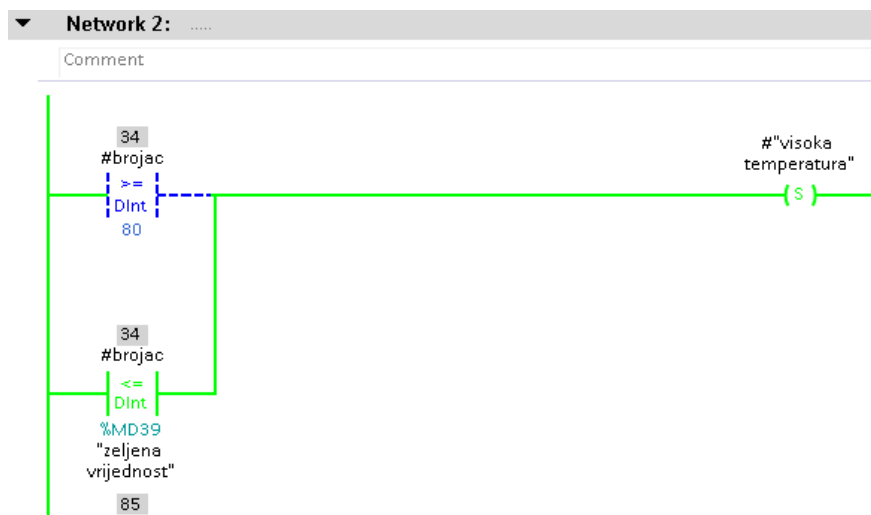 Network 2: .....
Comment
34
#brojac
>=
DInt
80
#"visoka
temperatura"
S
34
#brojac
<=
DInt
%MD39
"zeljena
vrijednost"
85